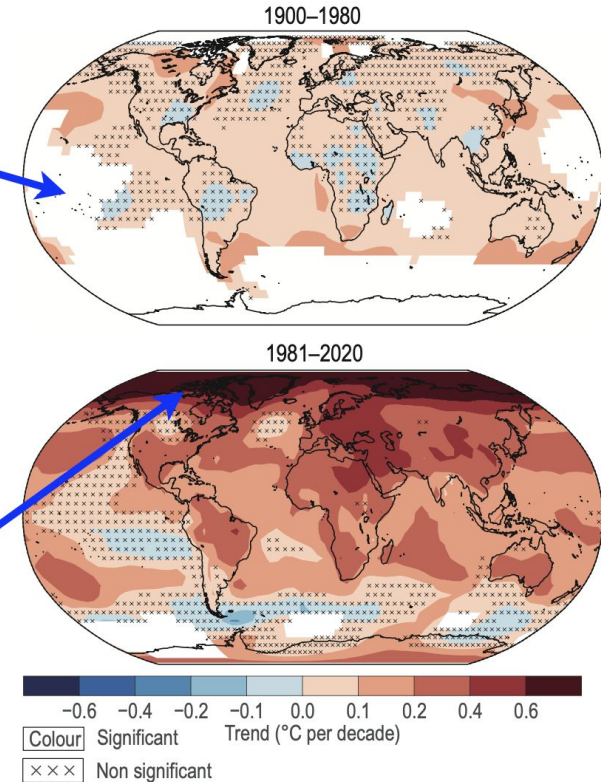 1900–1980
1981–2020
−0.6 −0.4 −0.2 −0.1 0.0 0.1 0.2 0.4 0.6
Colour Significant Trend (°C per decade)
××× Non significant